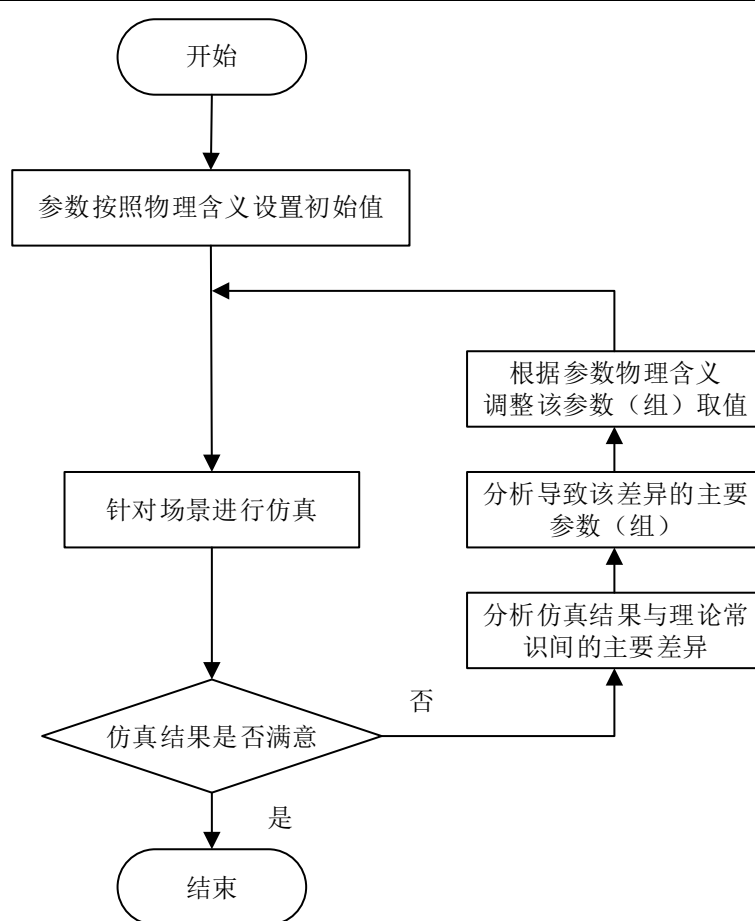 开始
参数按照物理含义设置初始值
根据参数物理含义
调整该参数（组）取值
针对场景进行仿真
分析导致该差异的主要
参数（组）
分析仿真结果与理论常
识间的主要差异
仿真结果是否满意
否
是
结束